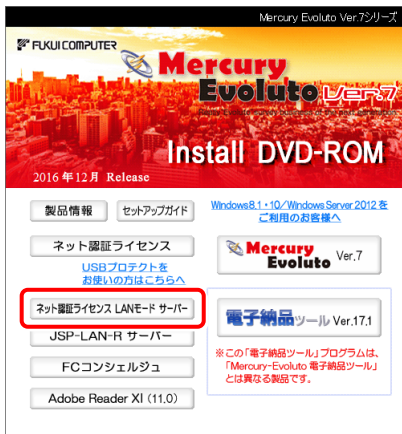 Mercury Evoluto Ver.7シリーズ
FUKUI COMPUTER
Mercury
Evoluto Ver.7
Install DVD-ROM
2016年12月 Release
製品情報
セットアップガイド
Windows8.1・10/Windows Server 2012 を
ご利用のお客様へ
ネット認証ライセンス
USBプロテクトを
お使いの方はこちらへ
Mercury
Evoluto Ver.7
ネット認証ライセンス LANモード サーバー
電子納品ツール Ver.17.1
JSP-LAN-R サーバー
※この「電子納品ツール」プログラムは、
「Mercury-Evoluto 電子納品ツール」
とは異なる製品です。
FCコンシェルジュ
Adobe Reader XI (11.0)